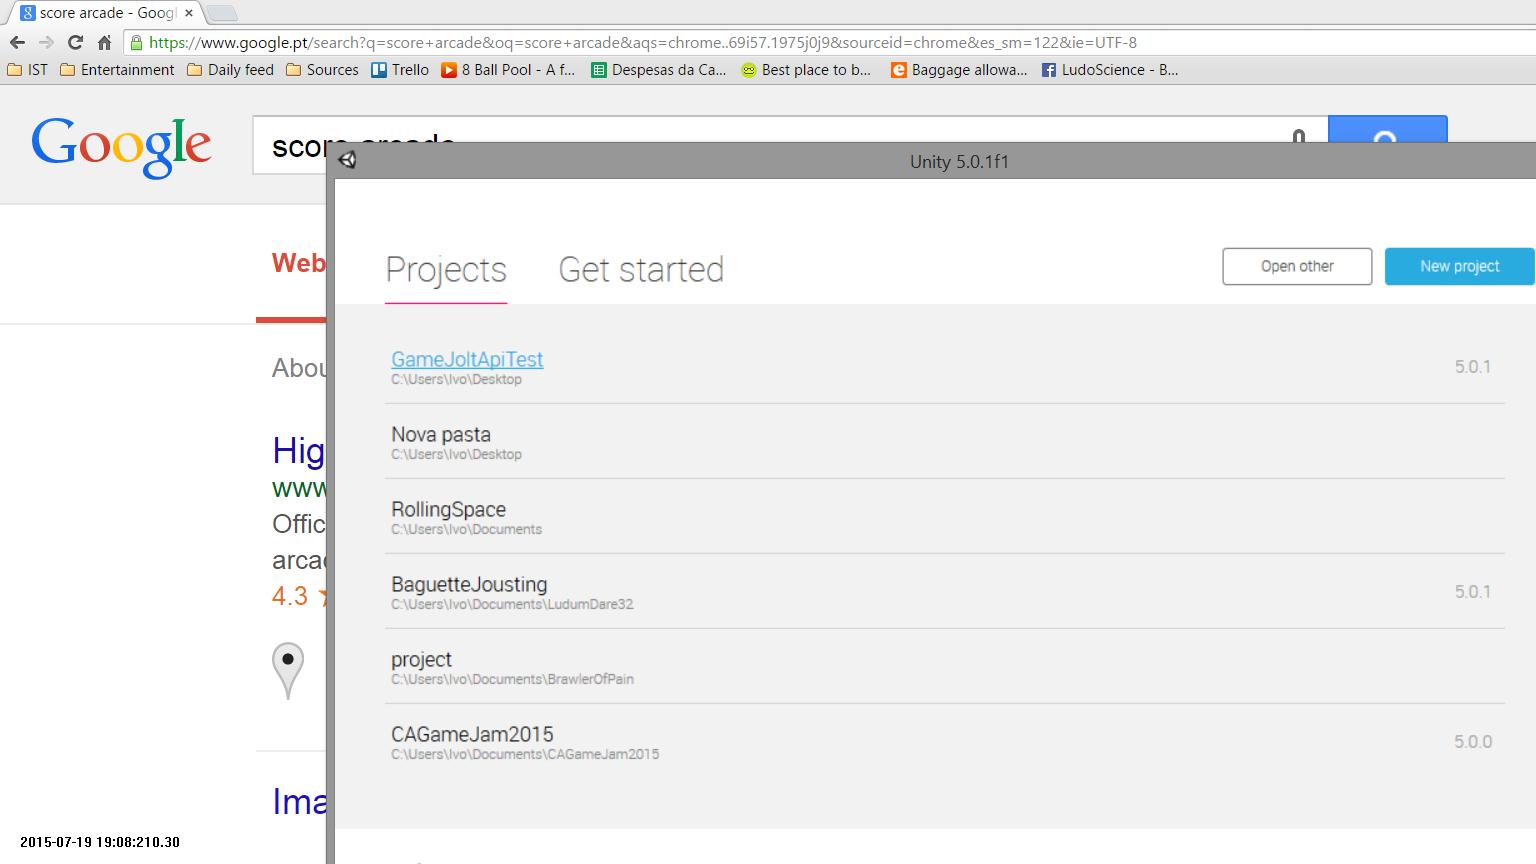 score arcade - Googl
https://www.google.pt/search?q=score+arcade&oq=score+arcade&aqs=chrome..69i57.1975j0j9&sourceid=chrome&es_sm=122&ie=UTF-8
IST Entertainment Daily feed Sources Trello 8 Ball Pool - A f... Despesas da Ca... Best place to b... Baggage allowa... LudoScience - B...
Google
score arcade
Unity 5.0.1f1
Web
Projects Get started Open other New project
Abou
GameJoltApiTest 5.0.1
C:\Users\Ivo\Desktop
Nova pasta
C:\Users\Ivo\Desktop
Hig
www
RollingSpace
C:\Users\Ivo\Documents
Offic
arca
BaguetteJousting 5.0.1
C:\Users\Ivo\Documents\LudumDare32
4.3
project
C:\Users\Ivo\Documents\BrawlerOfPain
CAGameJam2015 5.0.0
C:\Users\Ivo\Documents\CAGameJam2015
Ima
2015-07-19 19:08:210.30